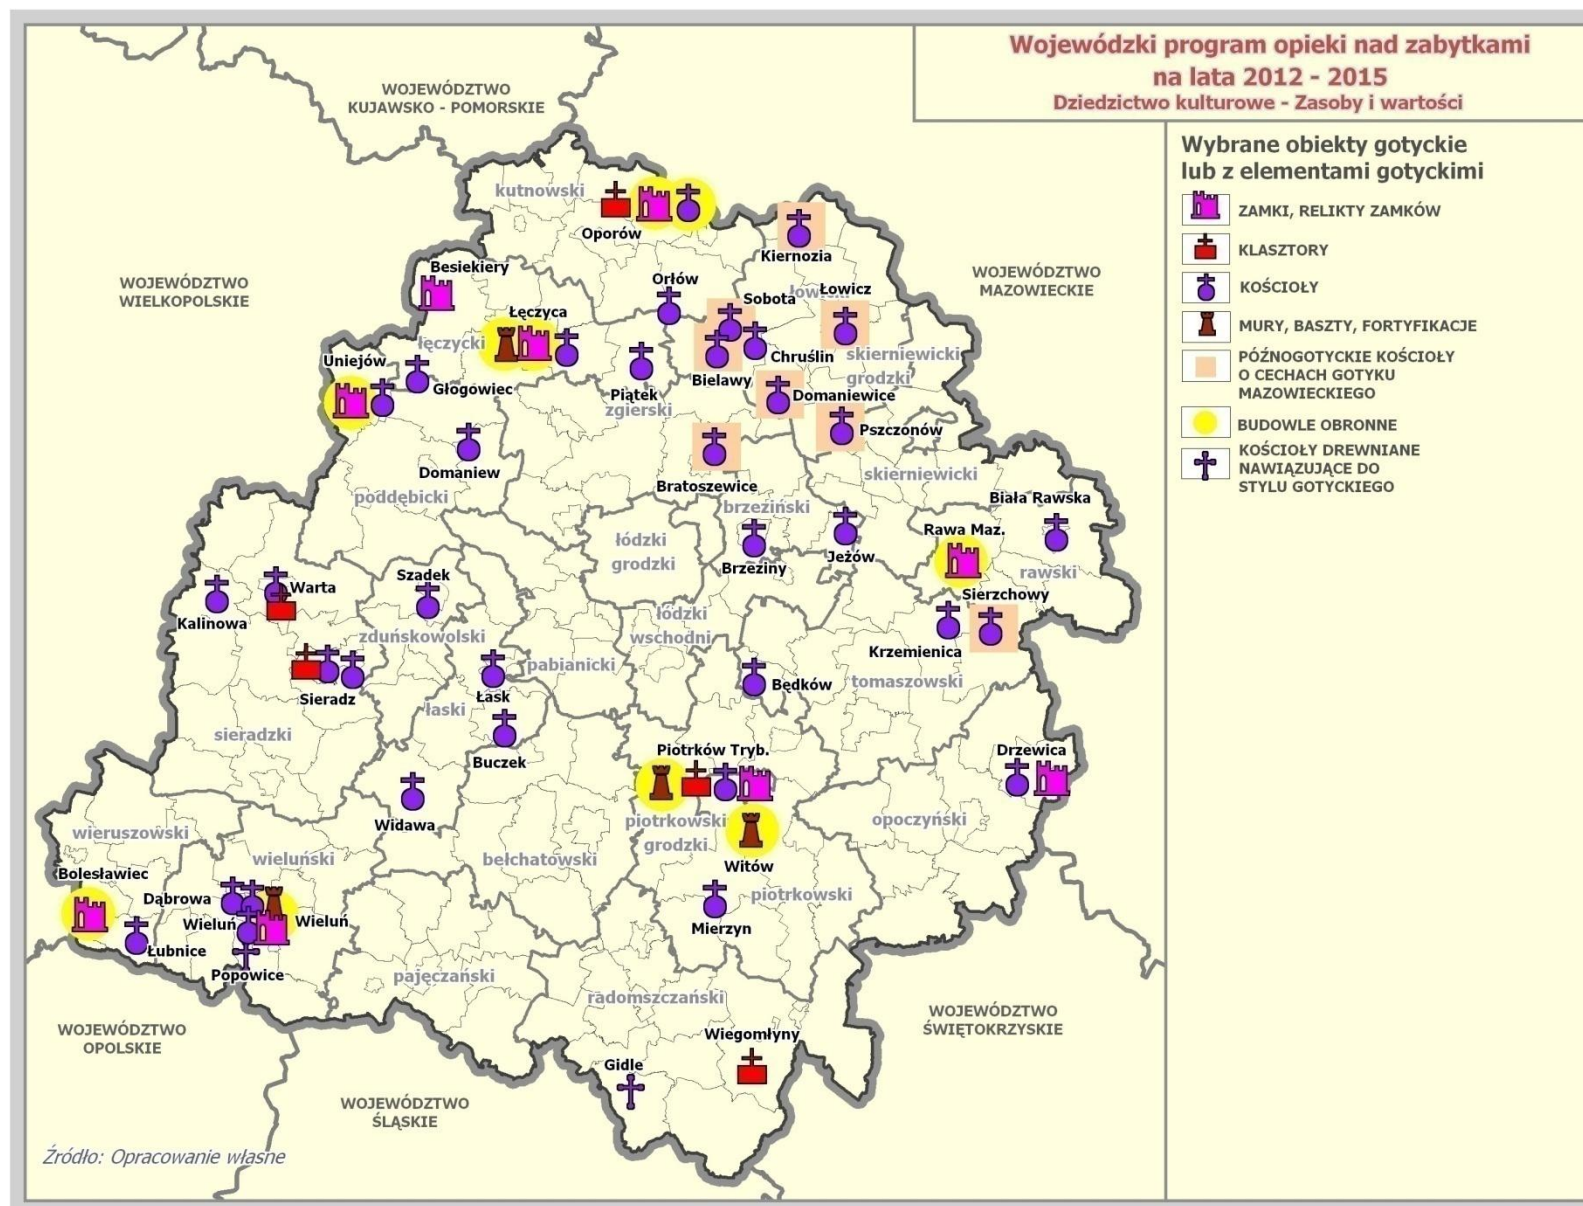 Wojewódzki program opieki nad zabytkami
na lata 2012 - 2015
Dziedzictwo kulturowe - Zasoby i wartości
Wybrane obiekty gotyckie
lub z elementami gotyckimi
ZAMKI, RELIKTY ZAMKÓW
KLASZTORY
KOŚCIOŁY
MURY, BASZTY, FORTYFIKACJE
PÓŹNOGOTYCKIE KOŚCIOŁY
O CECHACH GOTYKU
MAZOWIECKIEGO
BUDOWLE OBRONNE
KOŚCIOŁY DREWNIANE
NAWIĄZUJĄCE DO
STYLU GOTYCKIEGO
WOJEWÓDZTWO
KUJAWSKO - POMORSKIE
WOJEWÓDZTWO
WIELKOPOLSKIE
WOJEWÓDZTWO
MAZOWIECKIE
kutnowski
Oporów
Kiernozia
Besiekiery
Orłów
Sobota
Łowicz
łowicki
Łęczyca
łęczycki
Chruślin
skierniewicki
grodzki
Uniejów
Głogowiec
Piątek
zgierski
Bielawy
Domaniewice
Pszczonów
Domaniew
Bratoszewice
skierniewicki
poddębicki
brzeziński
Biała Rawska
łódzki
grodzki
Rawa Maz.
Brzeziny
Jeżów
rawski
Szadek
Warta
Kalinowa
Sierzchowy
zduńskowolski
łódzki
wschodni
Krzemienica
pabianicki
tomaszowski
Będków
Sieradz
Łask
łaski
sieradzki
Buczek
Piotrków Tryb.
Drzewica
Widawa
piotrkowski
grodzki
opoczyński
wieruszowski
wieluński
bełchatowski
Witów
Bolesławiec
Dąbrowa
piotrkowski
Wieluń
Wieluń
Mierzyn
Łubnice
Popowice
pajęczański
radomszczański
WOJEWÓDZTWO
OPOLSKIE
WOJEWÓDZTWO
ŚWIĘTOKRZYSKIE
Wiegomłyny
Gidle
WOJEWÓDZTWO
ŚLĄSKIE
Źródło: Opracowanie własne